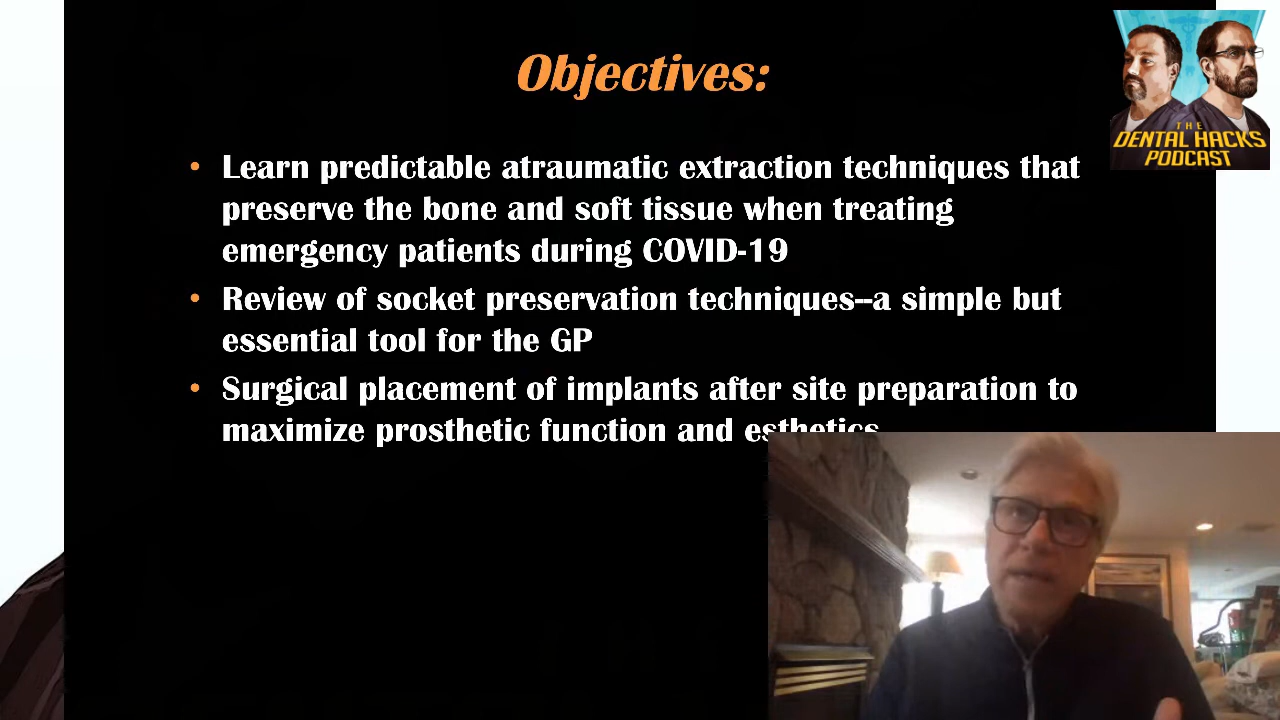 Objectives:
THE
DENTAL HACKS
PODCAST
• Learn predictable atraumatic extraction techniques that
preserve the bone and soft tissue when treating
emergency patients during COVID-19
• Review of socket preservation techniques--a simple but
essential tool for the GP
• Surgical placement of implants after site preparation to
maximize prosthetic function and esthetics